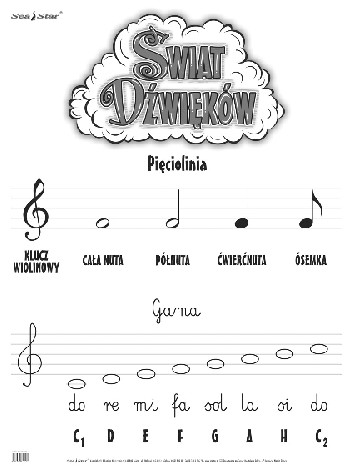 Sea Star®
ŚWIAT
DŹWIĘKÓW
Pięciolinia
KLUCZ
WIOLINOWY
CAŁA NUTA
PÓŁNUTA
ĆWIERĆNUTA
ÓSEMKA
Gama
do re mi fa sol la si do
C1 D E F G A H C2